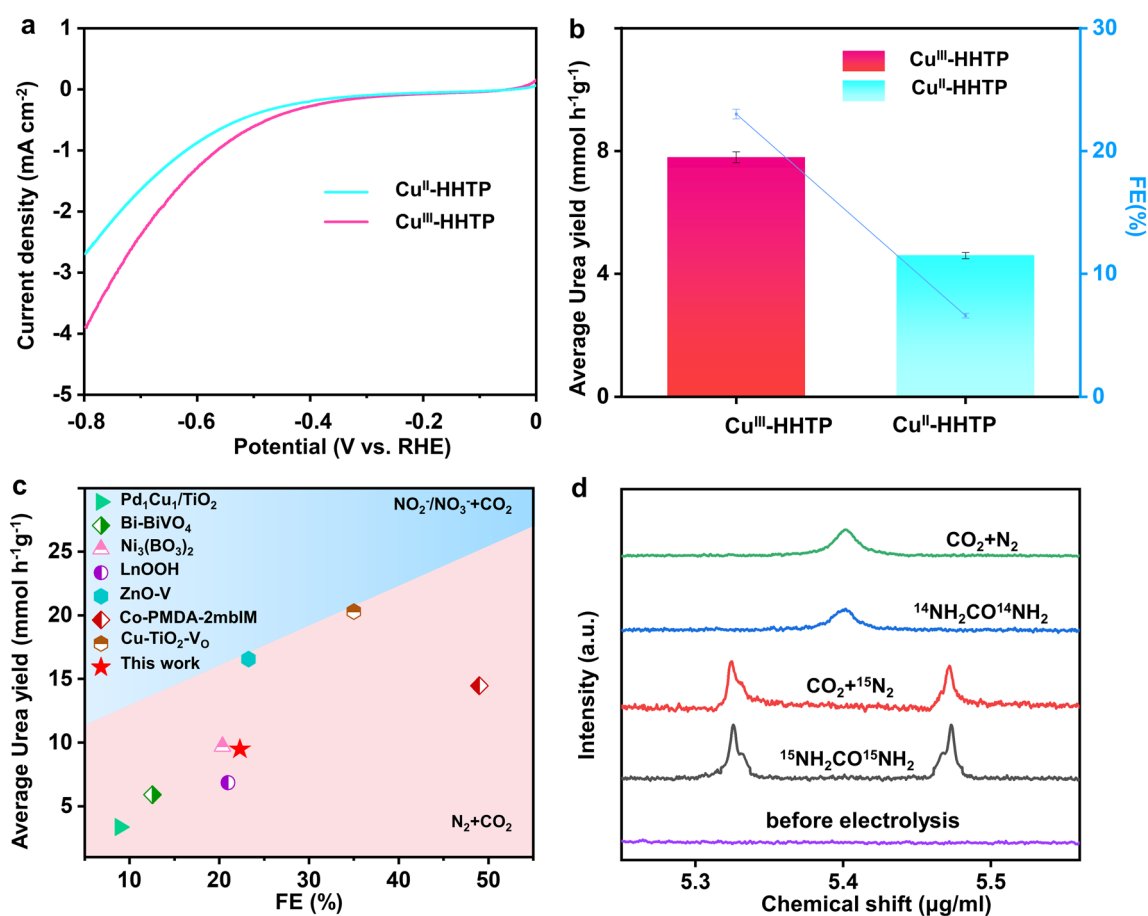 a
Current density (mA cm⁻²)
1
0
-1
-2
-3
-4
-5
Cuᴵᴵ-HHTP
Cuᴵᴵᴵ-HHTP
-0.8
-0.6
-0.4
-0.2
0
Potential (V vs. RHE)
b
Average Urea yield (mmol h⁻¹g⁻¹)
8
4
0
Cuᴵᴵᴵ-HHTP
Cuᴵᴵ-HHTP
30
20
10
0
FE(%)
Cuᴵᴵᴵ-HHTP
Cuᴵᴵ-HHTP
c
Average Urea yield (mmol h⁻¹g⁻¹)
25
20
15
10
5
Pd₁Cu₁/TiO₂
Bi-BiVO₄
Ni₃(BO₃)₂
LnOOH
ZnO-V
Co-PMDA-2mbIM
Cu-TiO₂-Vₒ
This work
NO₂⁻/NO₃⁻+CO₂
N₂+CO₂
10
20
30
40
50
FE (%)
d
Intensity (a.u.)
CO₂+N₂
¹⁴NH₂CO¹⁴NH₂
CO₂+¹⁵N₂
¹⁵NH₂CO¹⁵NH₂
before electrolysis
5.3
5.4
5.5
Chemical shift (µg/ml)